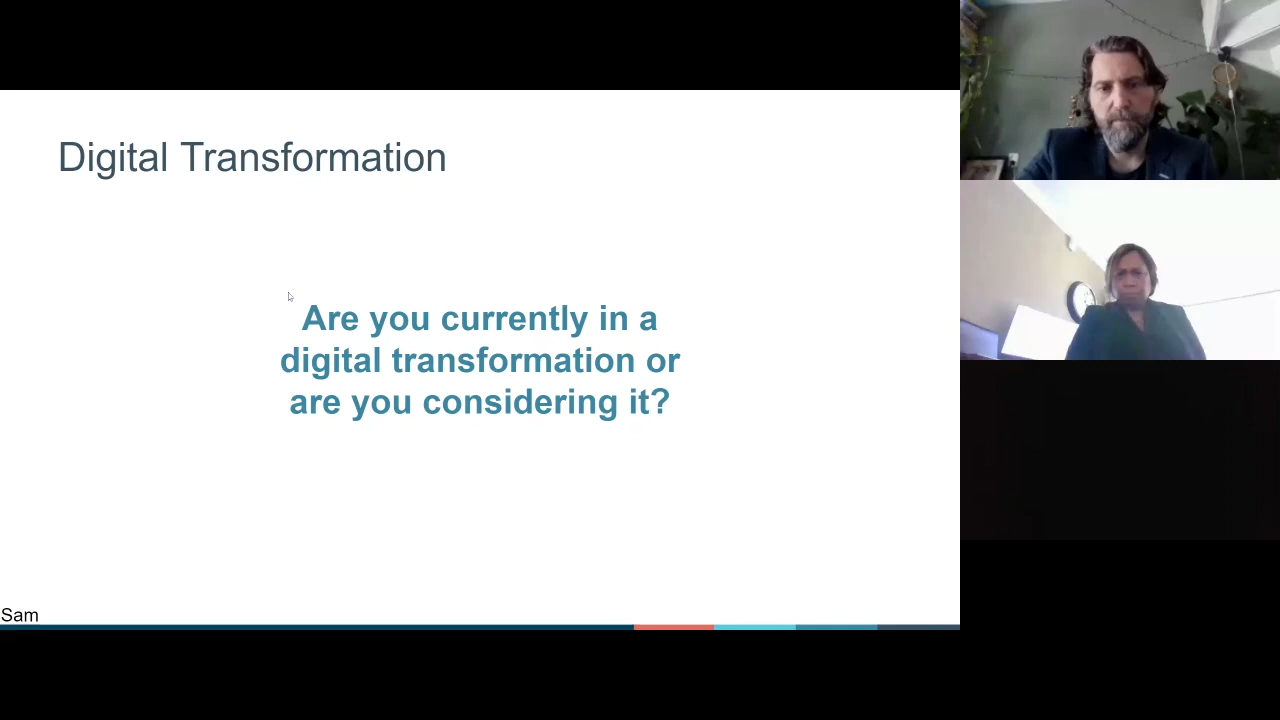 Digital Transformation
Are you currently in a
digital transformation or
are you considering it?
Sam